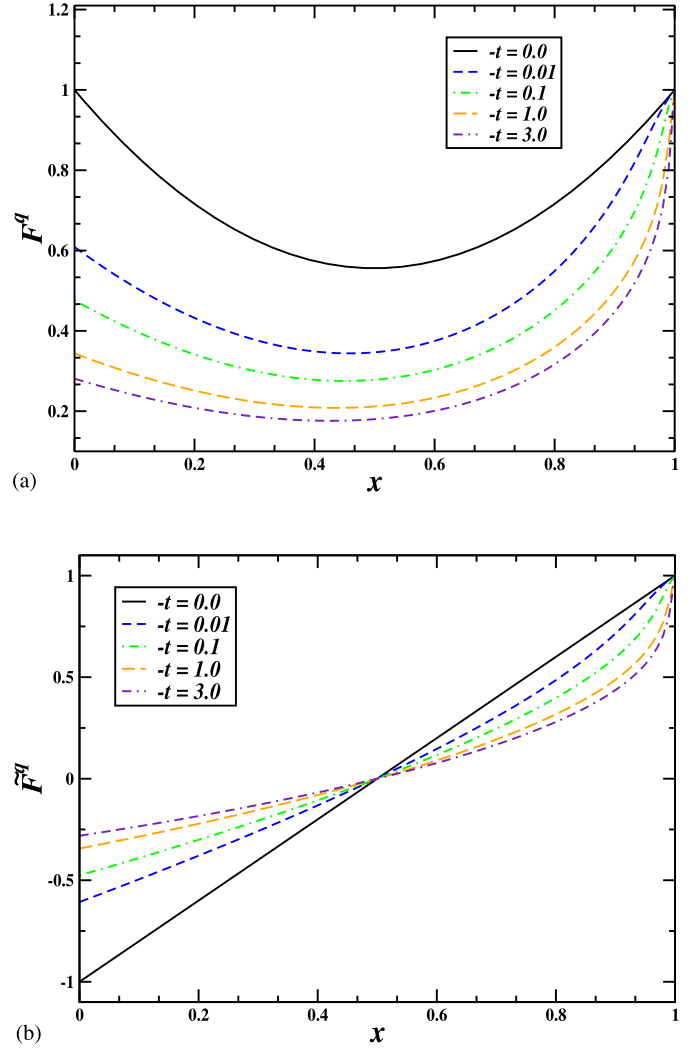 1.2
1
0.8
0.6
0.4
0.2
F^q
-t = 0.0
-t = 0.01
-t = 0.1
-t = 1.0
-t = 3.0
0 0.2 0.4 0.6 0.8 1
x
(a)
1
0.5
0
-0.5
-1
F̃^q
-t = 0.0
-t = 0.01
-t = 0.1
-t = 1.0
-t = 3.0
0 0.2 0.4 0.6 0.8 1
x
(b)